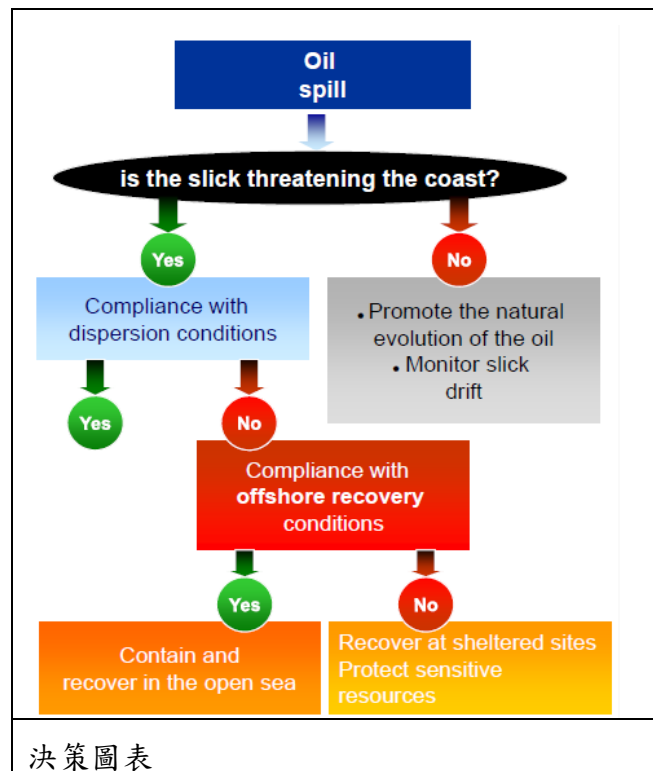 Oil
spill
is the slick threatening the coast?
Yes
No
Compliance with
dispersion conditions
• Promote the natural
evolution of the oil
• Monitor slick
drift
Yes
No
Compliance with
offshore recovery
conditions
Yes
No
Contain and
recover in the open sea
Recover at sheltered sites
Protect sensitive
resources
決策圖表